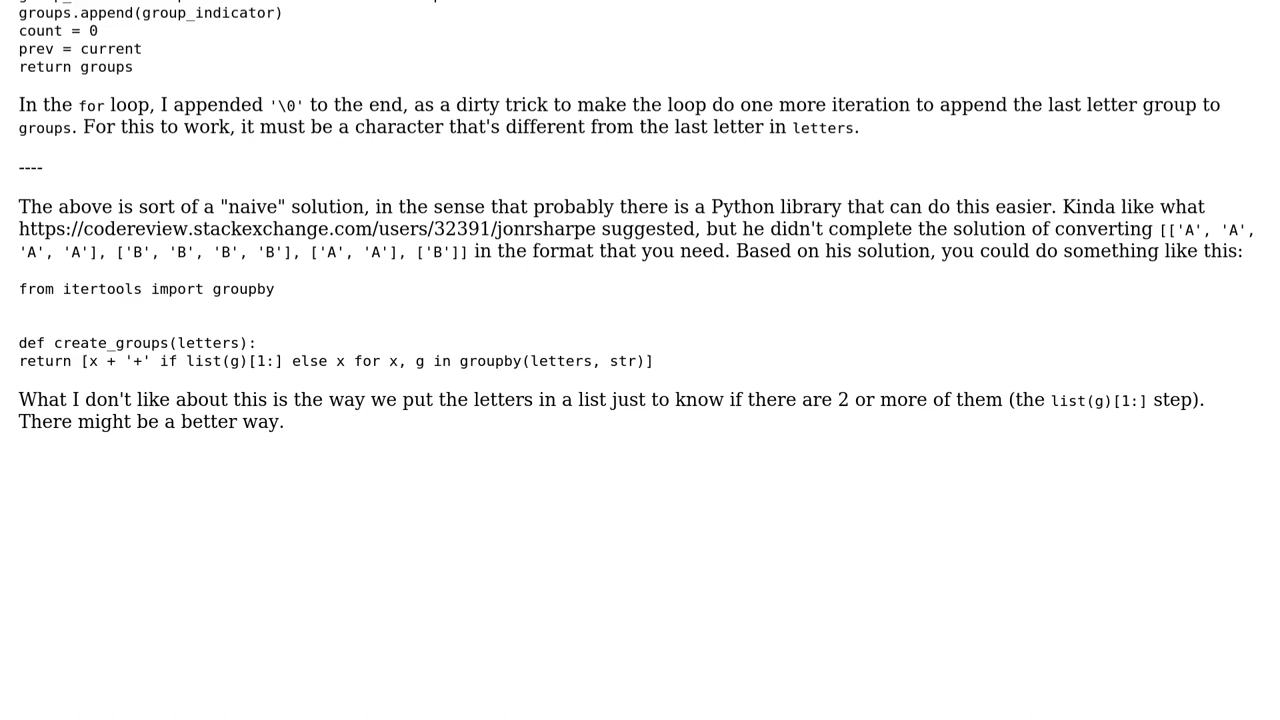 groups.append(group_indicator)
count = 0
prev = current
return groups
In the for loop, I appended '\0' to the end, as a dirty trick to make the loop do one more iteration to append the last letter group to
groups. For this to work, it must be a character that's different from the last letter in letters.
----
The above is sort of a "naive" solution, in the sense that probably there is a Python library that can do this easier. Kinda like what
https://codereview.stackexchange.com/users/32391/jonrsharpe suggested, but he didn't complete the solution of converting [['A', 'A',
'A', 'A'], ['B', 'B', 'B', 'B'], ['A', 'A'], ['B']] in the format that you need. Based on his solution, you could do something like this:
from itertools import groupby
def create_groups(letters):
return [x + '+' if list(g)[1:] else x for x, g in groupby(letters, str)]
What I don't like about this is the way we put the letters in a list just to know if there are 2 or more of them (the list(g)[1:] step).
There might be a better way.